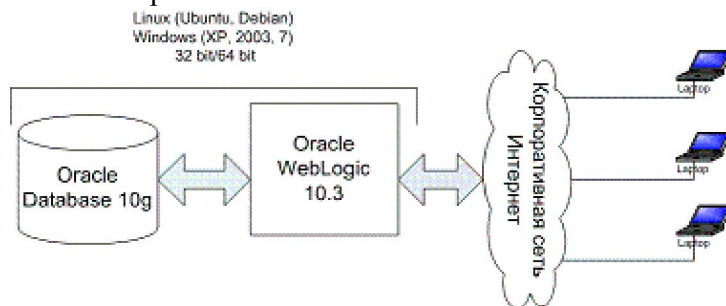 Linux (Ubuntu, Debian)
Windows (XP, 2003, 7)
32 bit/64 bit
Oracle
Database 10g
Oracle
WebLogic
10.3
Корпоративная сеть
Интернет
Laptop
Laptop
Laptop